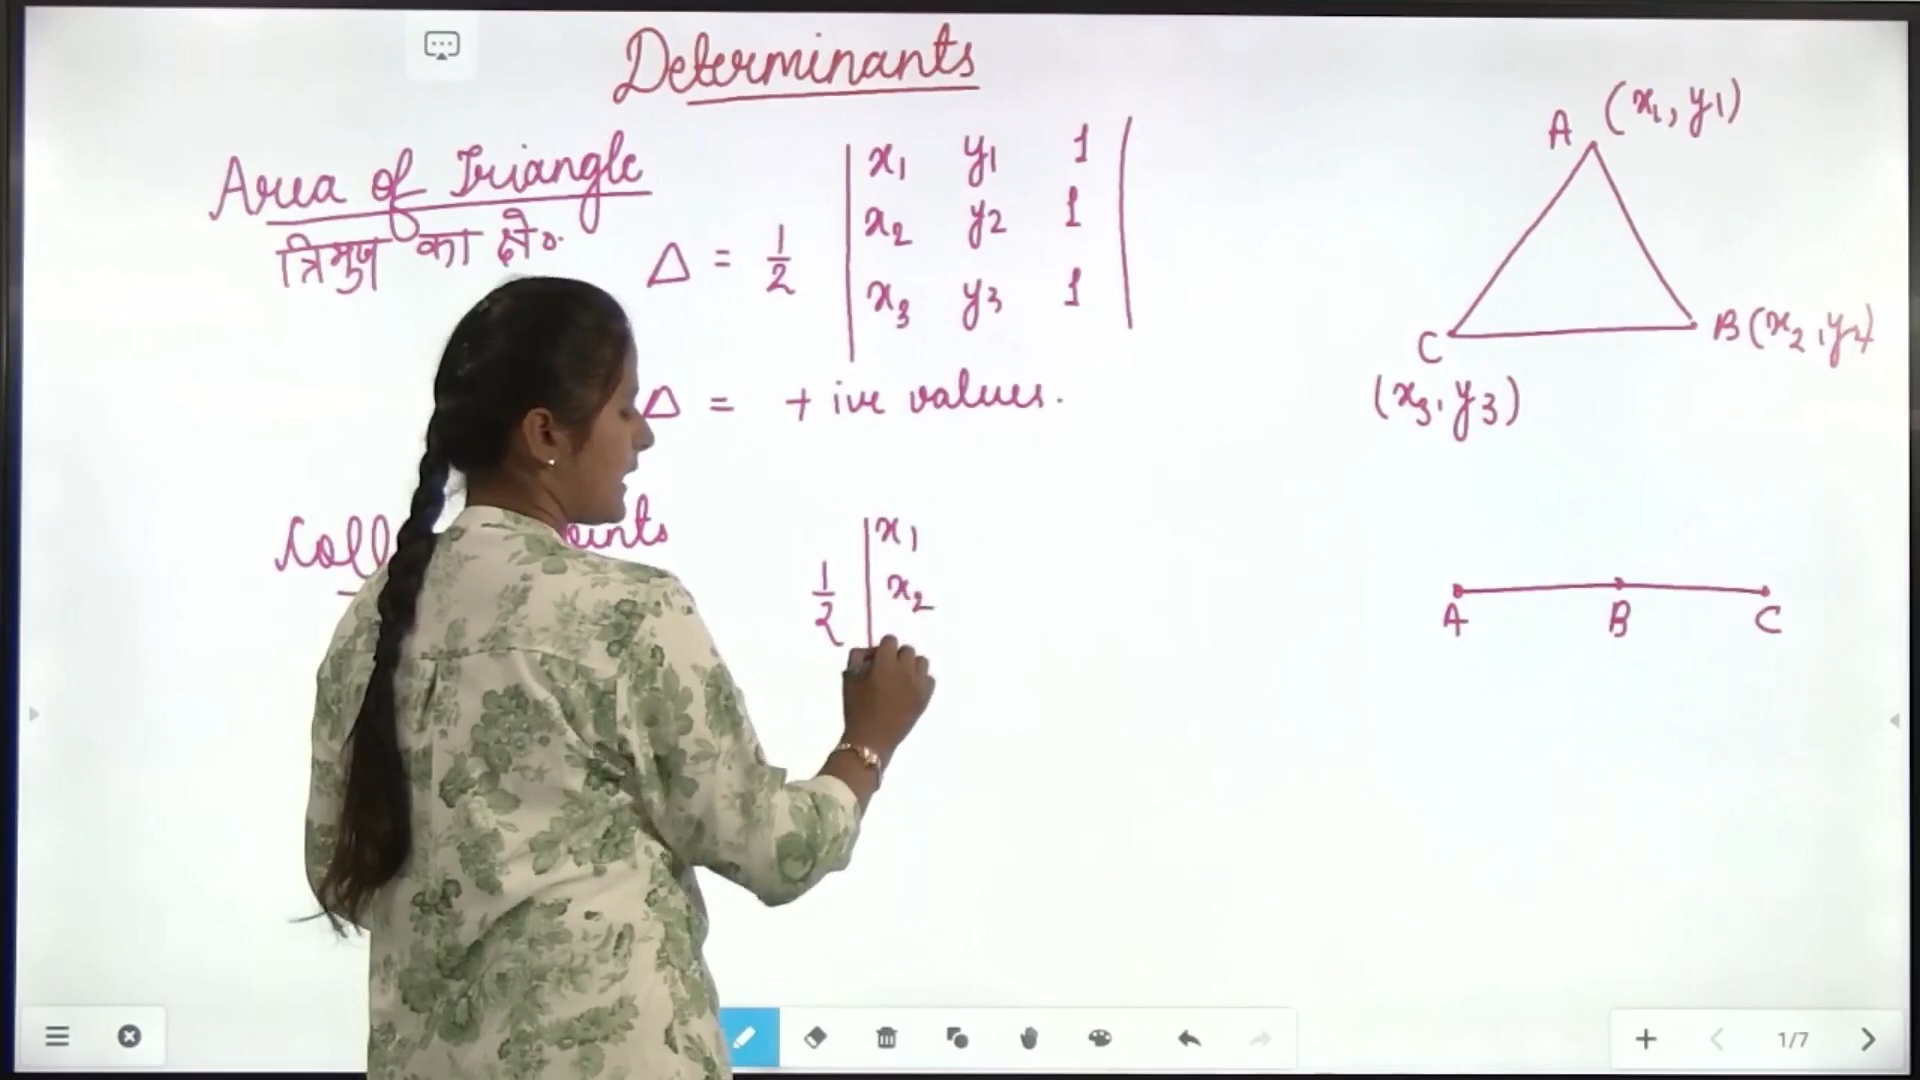 Determinants
Area of Triangle
त्रिभुज का क्षे०.
Δ = 1/2 | x₁ y₁ 1 |
| x₂ y₂ 1 |
| x₃ y₃ 1 |
Δ = + ive values.
A (x₁, y₁)
B (x₂, y₂)
C
(x₃, y₃)
1/2 | x₁
x₂
A B C
1/7